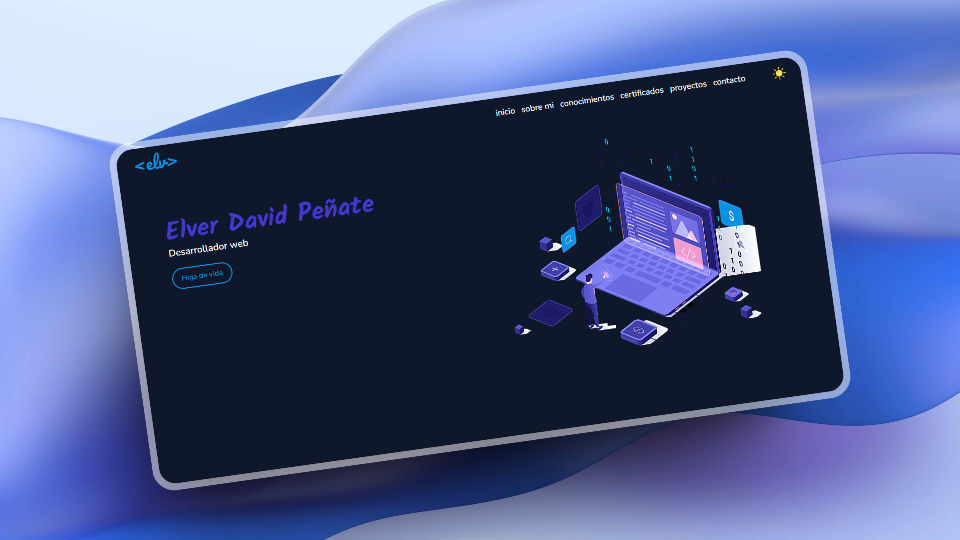 inicio sobre mi conocimientos certificados proyectos contacto
<elv>
Elver David Peñate
Desarrollador web
Hoja de vida